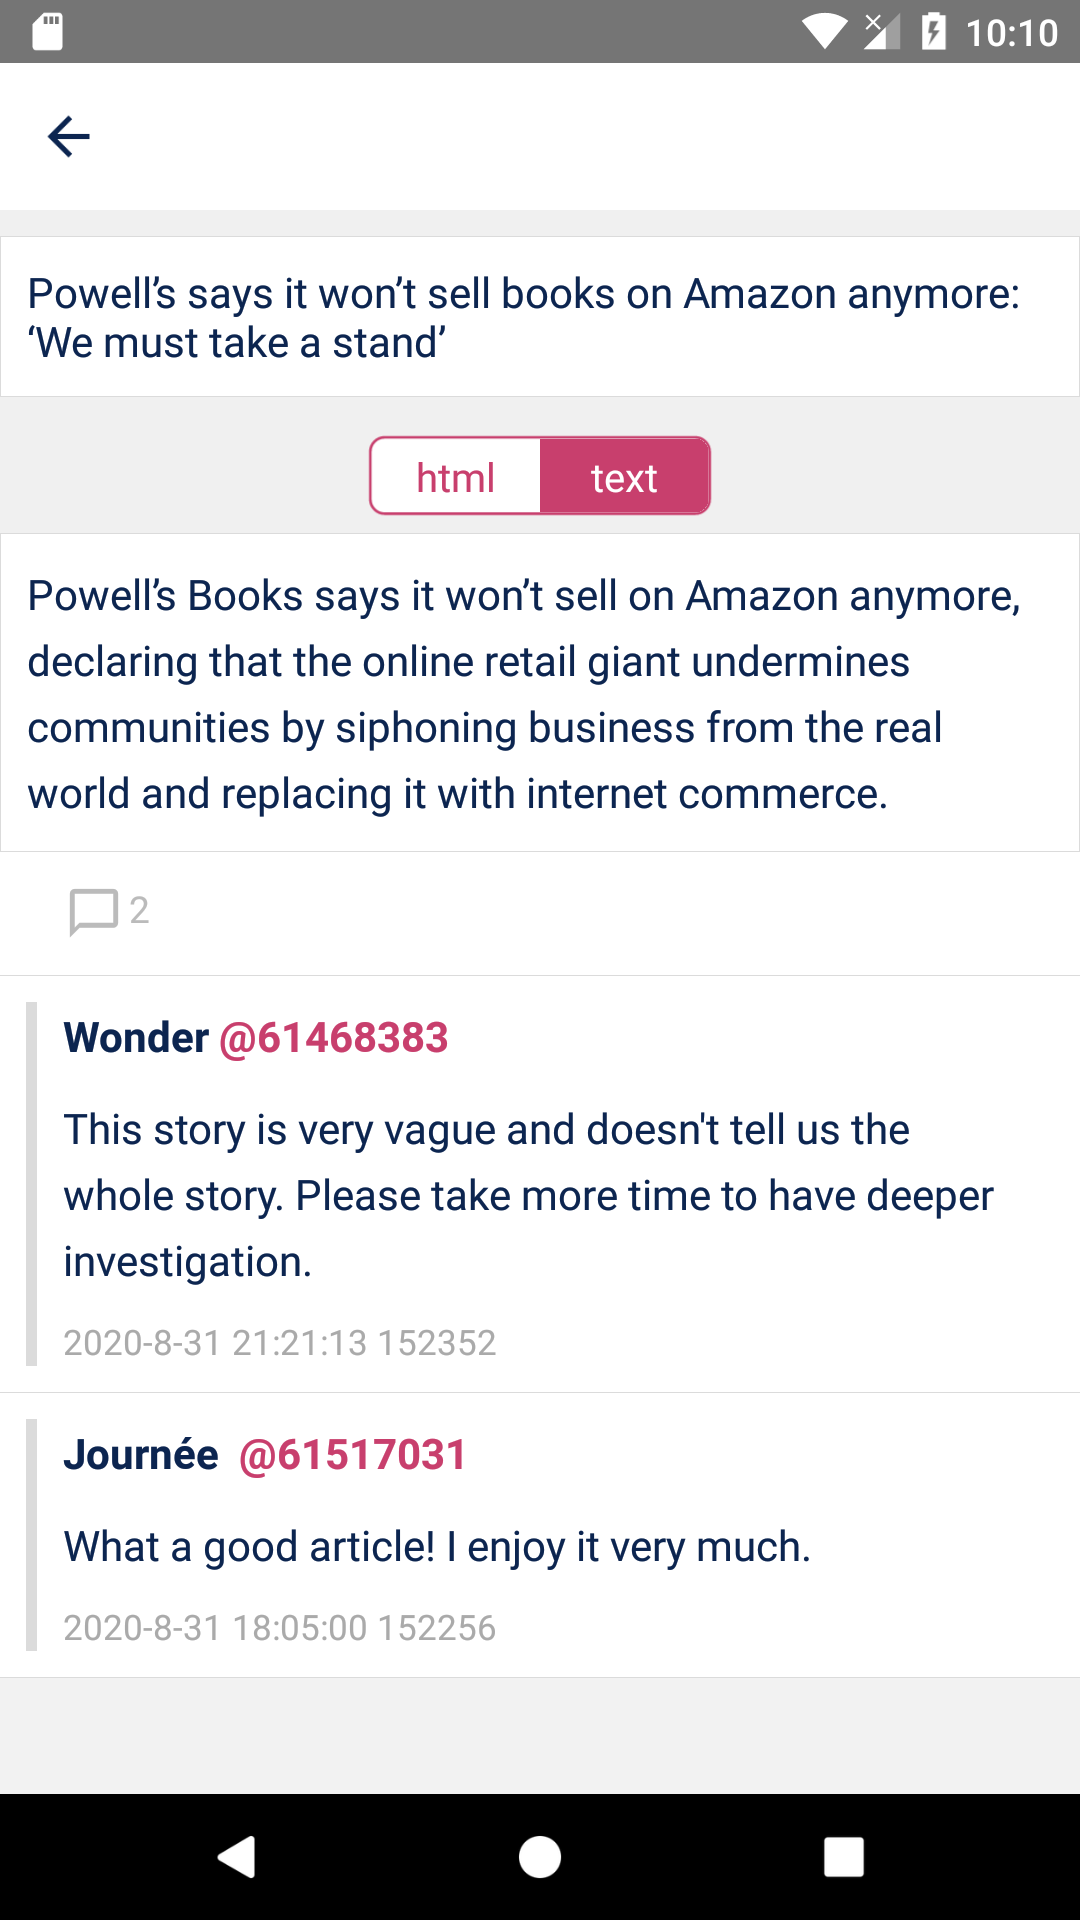 10:10
Powell’s says it won’t sell books on Amazon anymore:
‘We must take a stand’
html text
Powell’s Books says it won’t sell on Amazon anymore,
declaring that the online retail giant undermines
communities by siphoning business from the real
world and replacing it with internet commerce.
2
Wonder @61468383
This story is very vague and doesn't tell us the
whole story. Please take more time to have deeper
investigation.
2020-8-31 21:21:13 152352
Journée @61517031
What a good article! I enjoy it very much.
2020-8-31 18:05:00 152256